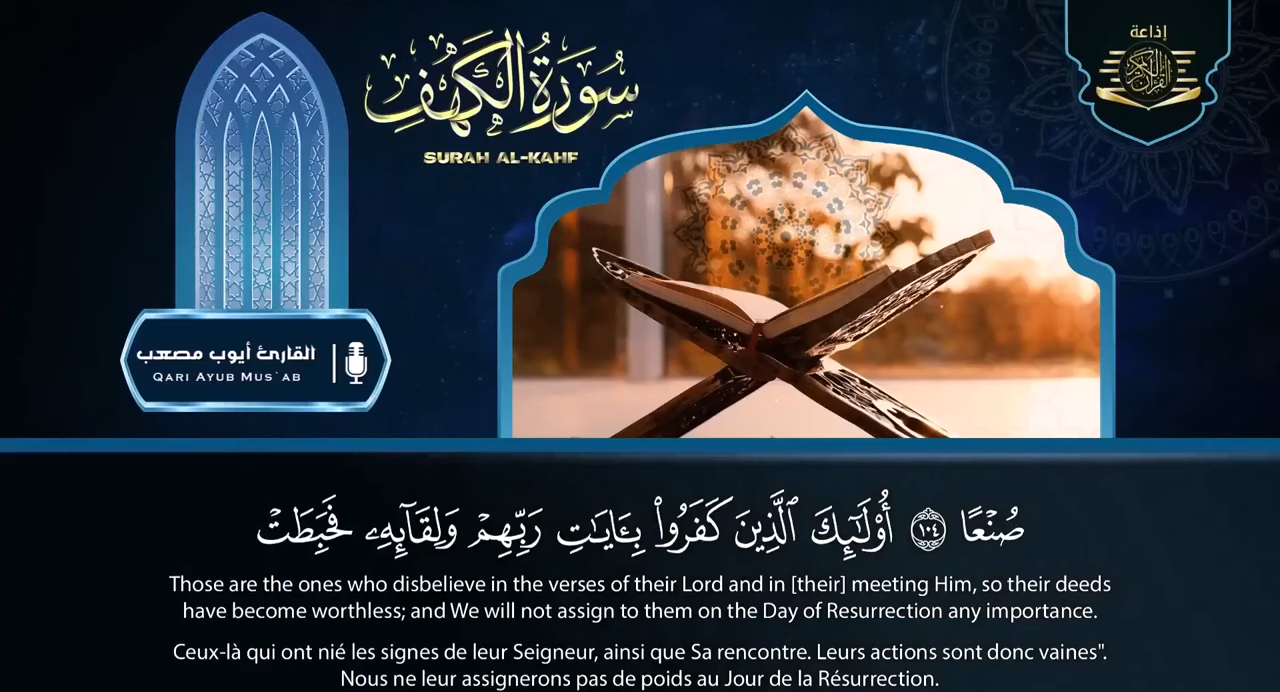 سُورَةُ الكَهْفِ
SURAH AL-KAHF
إذاعة
القرآن الكريم
القارئ أيوب مصعب
QARI AYUB MUS`AB
صُنْعًا ١٠٤ أُوْلَٰٓئِكَ ٱلَّذِينَ كَفَرُواْ بِـَٔايَٰتِ رَبِّهِمْ وَلِقَآئِهِۦ فَحَبِطَتْ
Those are the ones who disbelieve in the verses of their Lord and in [their] meeting Him, so their deeds
have become worthless; and We will not assign to them on the Day of Resurrection any importance.
Ceux-là qui ont nié les signes de leur Seigneur, ainsi que Sa rencontre. Leurs actions sont donc vaines".
Nous ne leur assignerons pas de poids au Jour de la Résurrection.